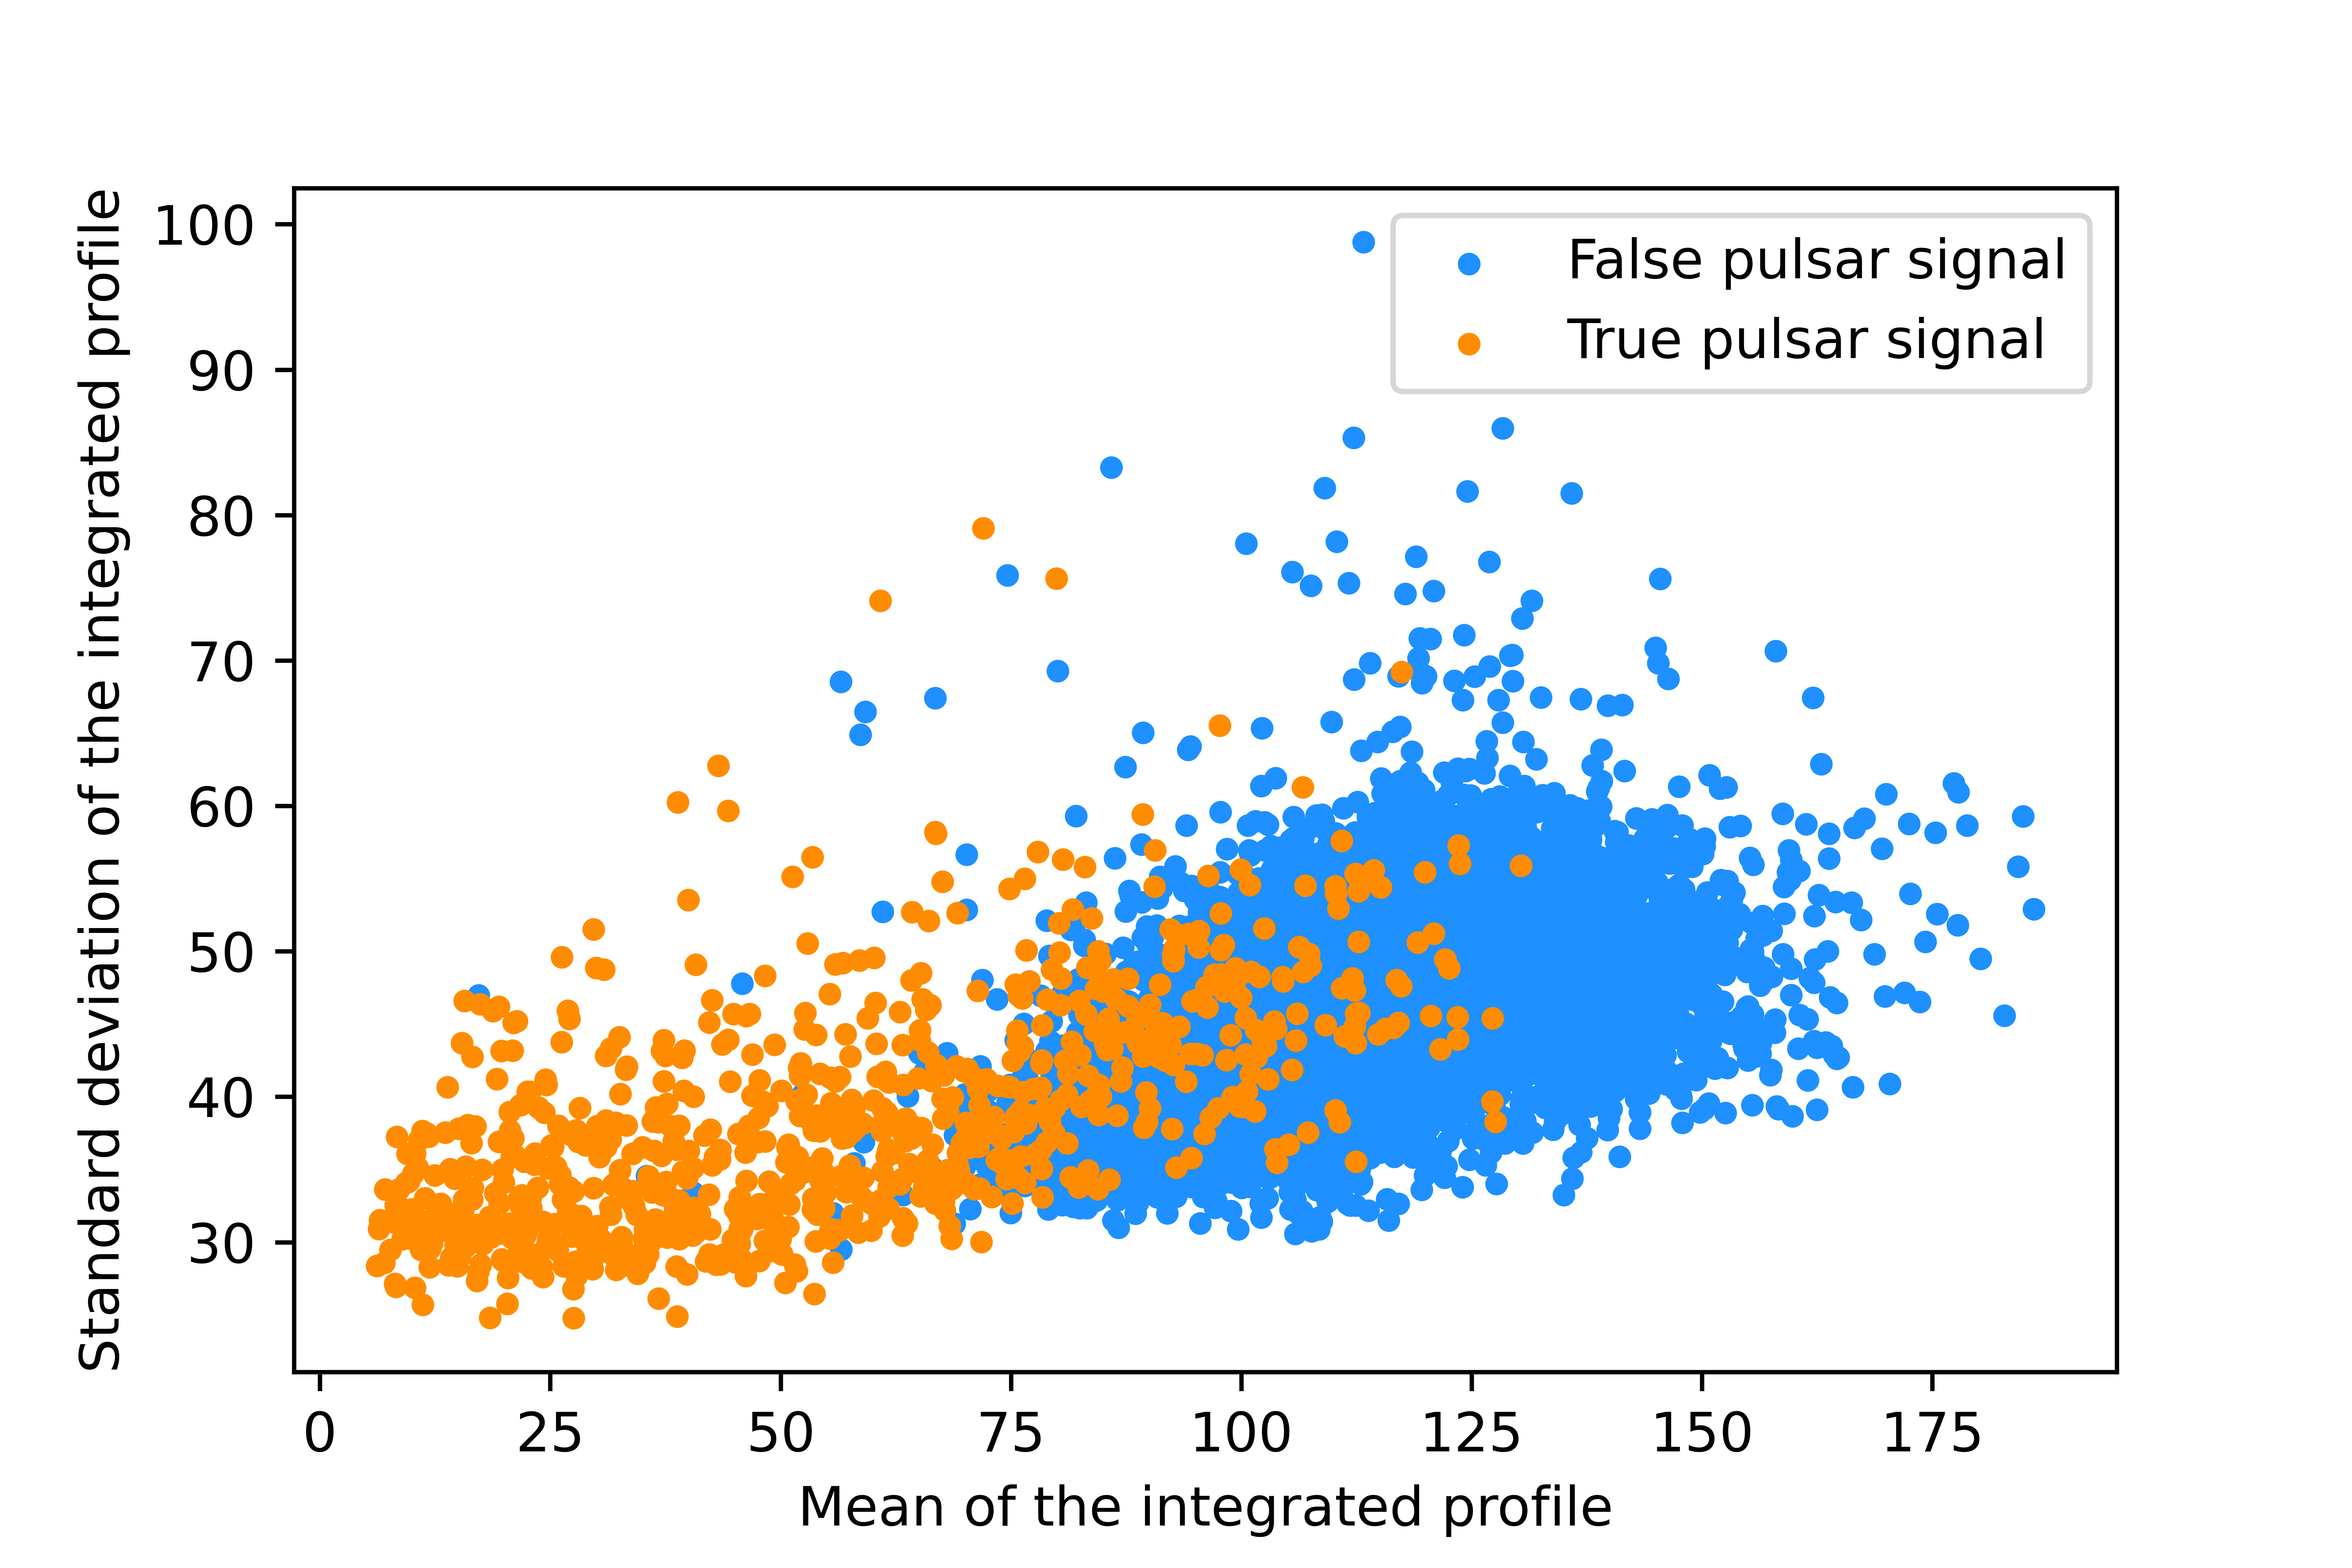 Standard deviation of the integrated profile
100
90
80
70
60
50
40
30
False pulsar signal
True pulsar signal
0 25 50 75 100 125 150 175
Mean of the integrated profile